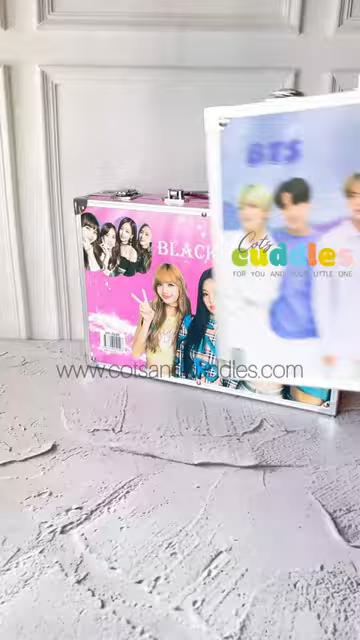 BTS
BLACK
Cots
cuddles
FOR YOU AND YOUR LITTLE ONE
www.cotsandcuddles.com